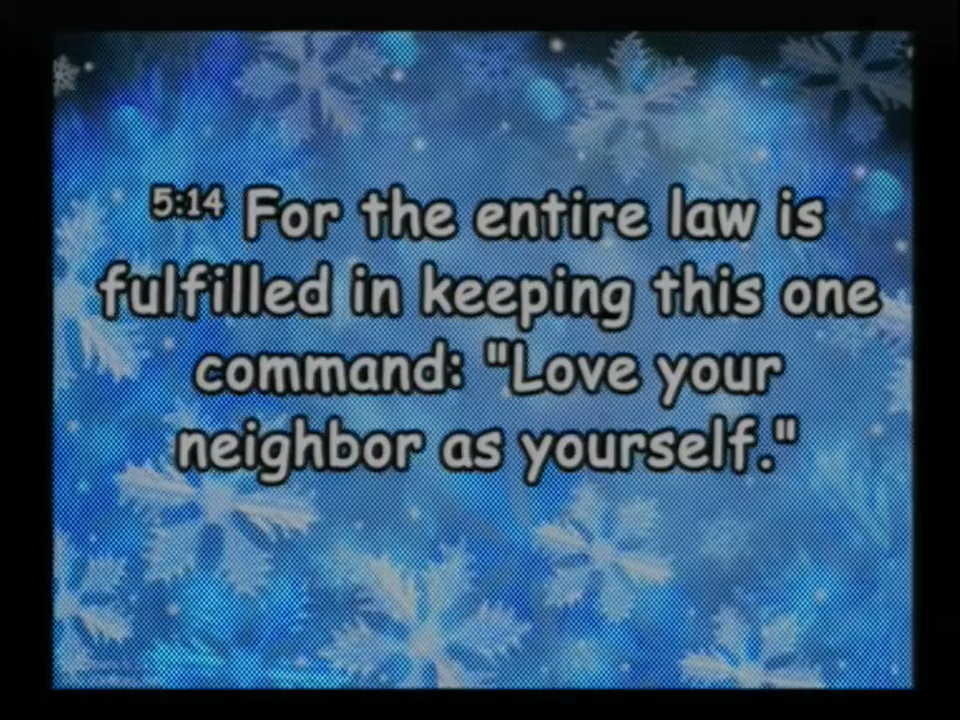 5:14 For the entire law is
fulfilled in keeping this one
command: "Love your
neighbor as yourself."